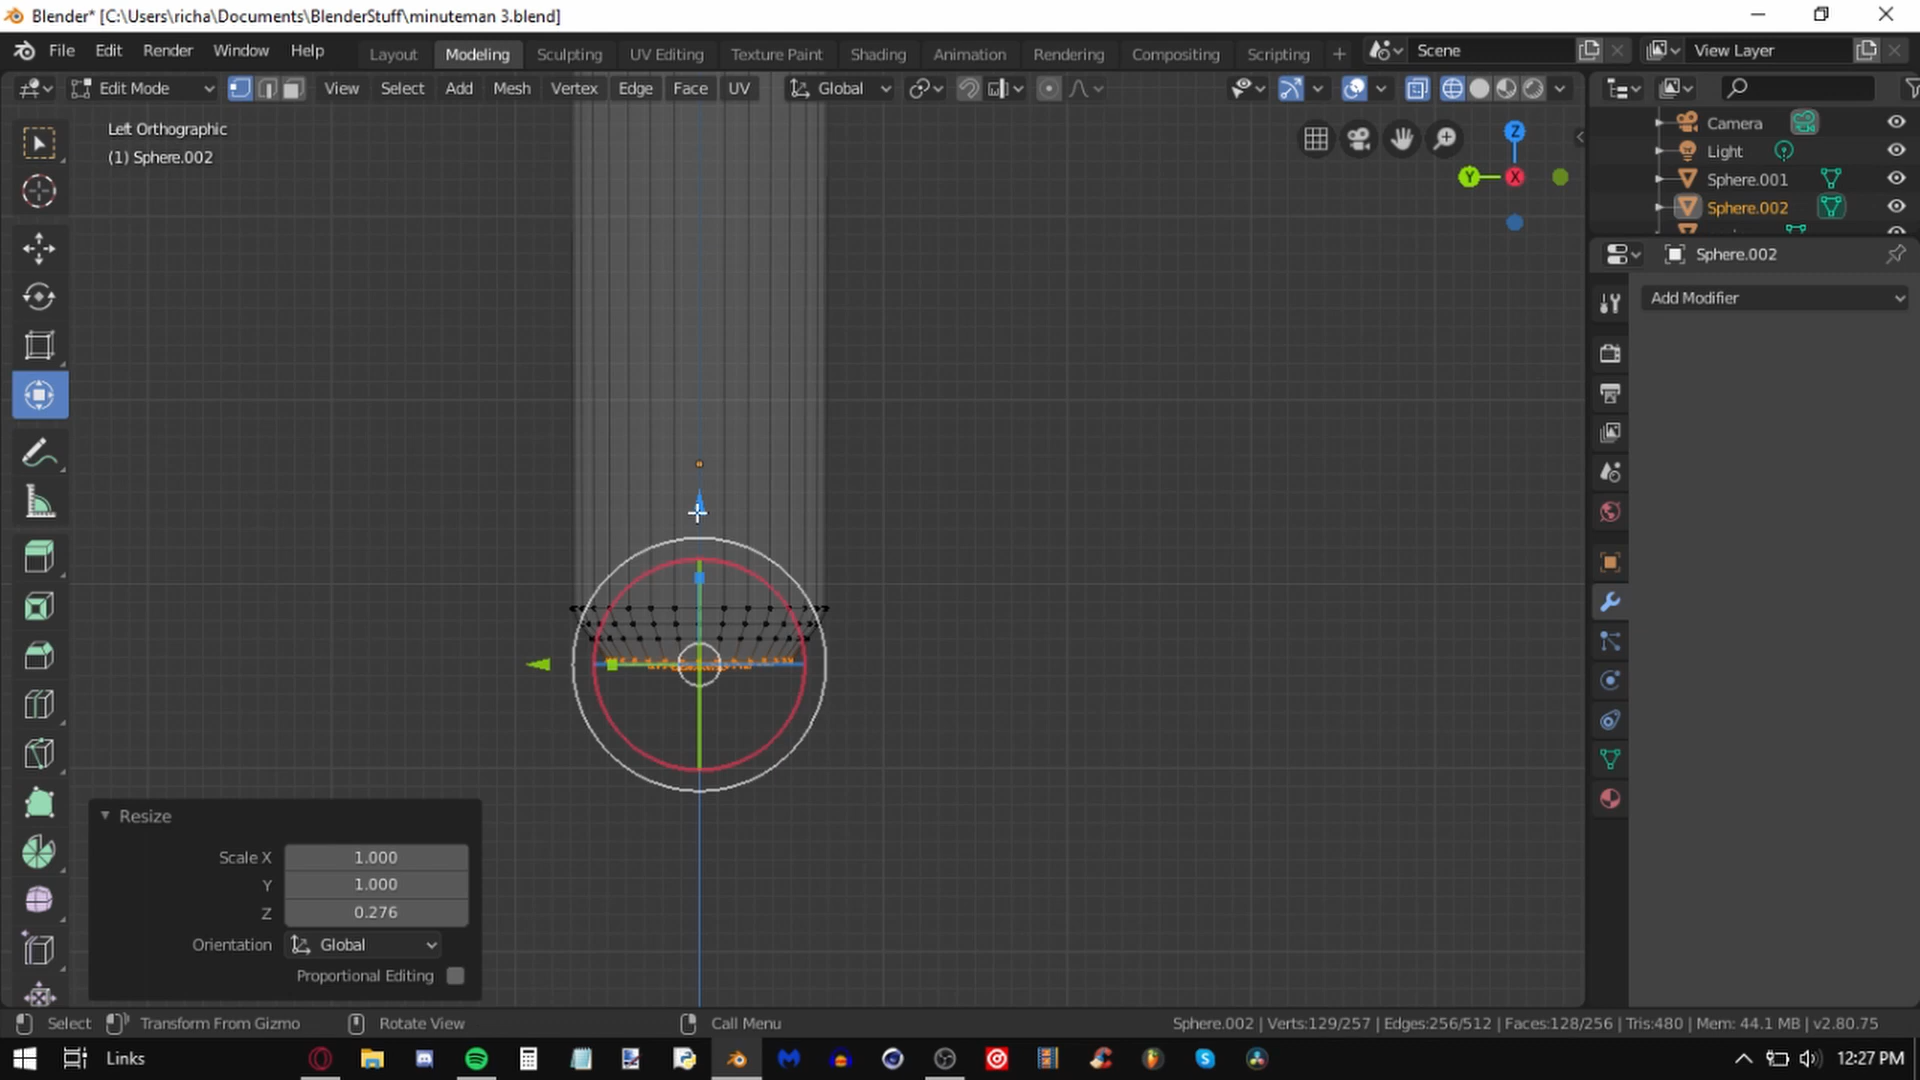 Blender* [C:\Users\richa\Documents\BlenderStuff\minuteman 3.blend]
File Edit Render Window Help Layout Modeling Sculpting UV Editing Texture Paint Shading Animation Rendering Compositing Scripting + Scene View Layer
Edit Mode View Select Add Mesh Vertex Edge Face UV Global
Left Orthographic
(1) Sphere.002
Z
Y
X
Camera
Light
Sphere.001
Sphere.002
Sphere.002
Add Modifier
Resize
Scale X 1.000
Y 1.000
Z 0.276
Orientation Global
Proportional Editing
Select Transform From Gizmo Rotate View Call Menu Sphere.002 | Verts:129/257 | Edges:256/512 | Faces:128/256 | Tris:480 | Mem: 44.1 MB | v2.80.75
Links 12:27 PM